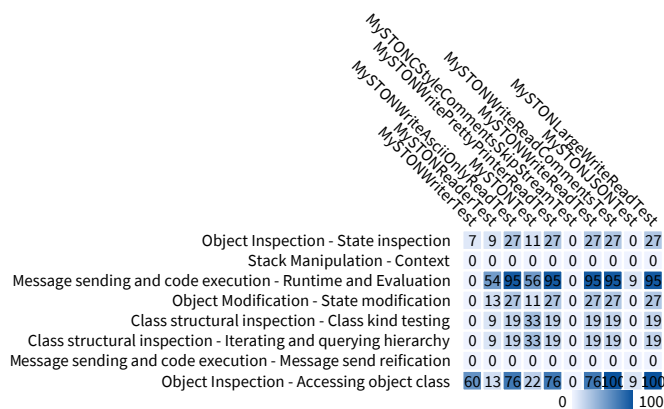 MySTONWriterTest
MySTONReaderTest
MySTONWriteAsciiOnlyReadTest
MySTONTest
MySTONWritePrettyPrinterReadTest
MySTONCStyleCommentsSkipStreamTest
MySTONWriteReadTest
MySTONWriteReadCommentsTest
MySTONJSONTest
MySTONLargeWriteReadTest
Object Inspection - State inspection 7 9 27 11 27 0 27 27 0 27
Stack Manipulation - Context 0 0 0 0 0 0 0 0 0 0
Message sending and code execution - Runtime and Evaluation 0 54 95 56 95 0 95 95 9 95
Object Modification - State modification 0 13 27 11 27 0 27 27 0 27
Class structural inspection - Class kind testing 0 9 19 33 19 0 19 19 0 19
Class structural inspection - Iterating and querying hierarchy 0 9 19 33 19 0 19 19 0 19
Message sending and code execution - Message send reification 0 0 0 0 0 0 0 0 0 0
Object Inspection - Accessing object class 60 13 76 22 76 0 76 100 9 100
0 100